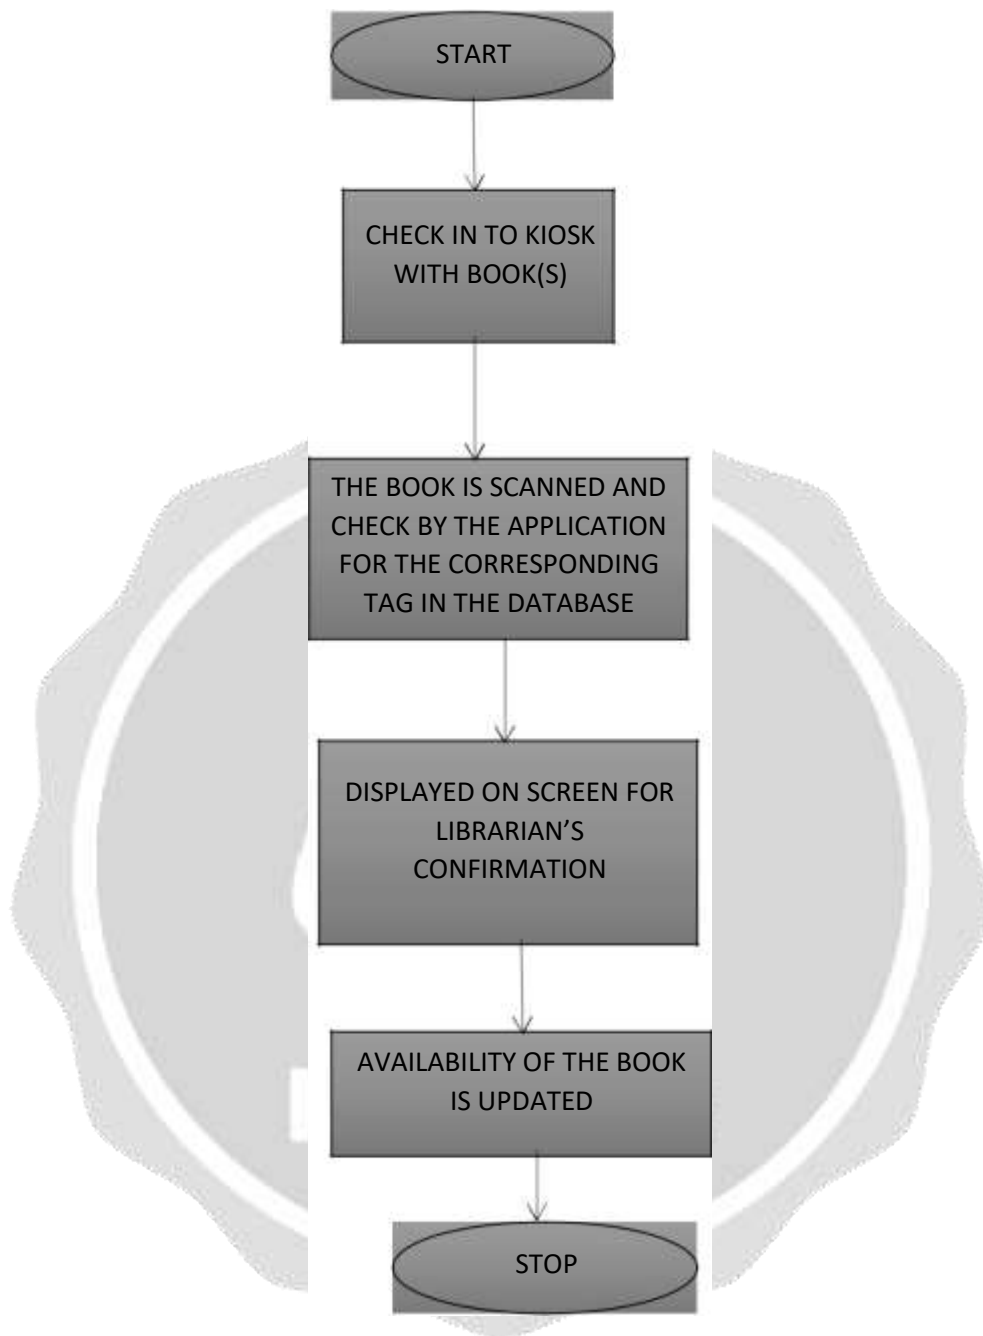 START
CHECK IN TO KIOSK
WITH BOOK(S)
THE BOOK IS SCANNED AND
CHECK BY THE APPLICATION
FOR THE CORRESPONDING
TAG IN THE DATABASE
DISPLAYED ON SCREEN FOR
LIBRARIAN’S
CONFIRMATION
AVAILABILITY OF THE BOOK
IS UPDATED
STOP